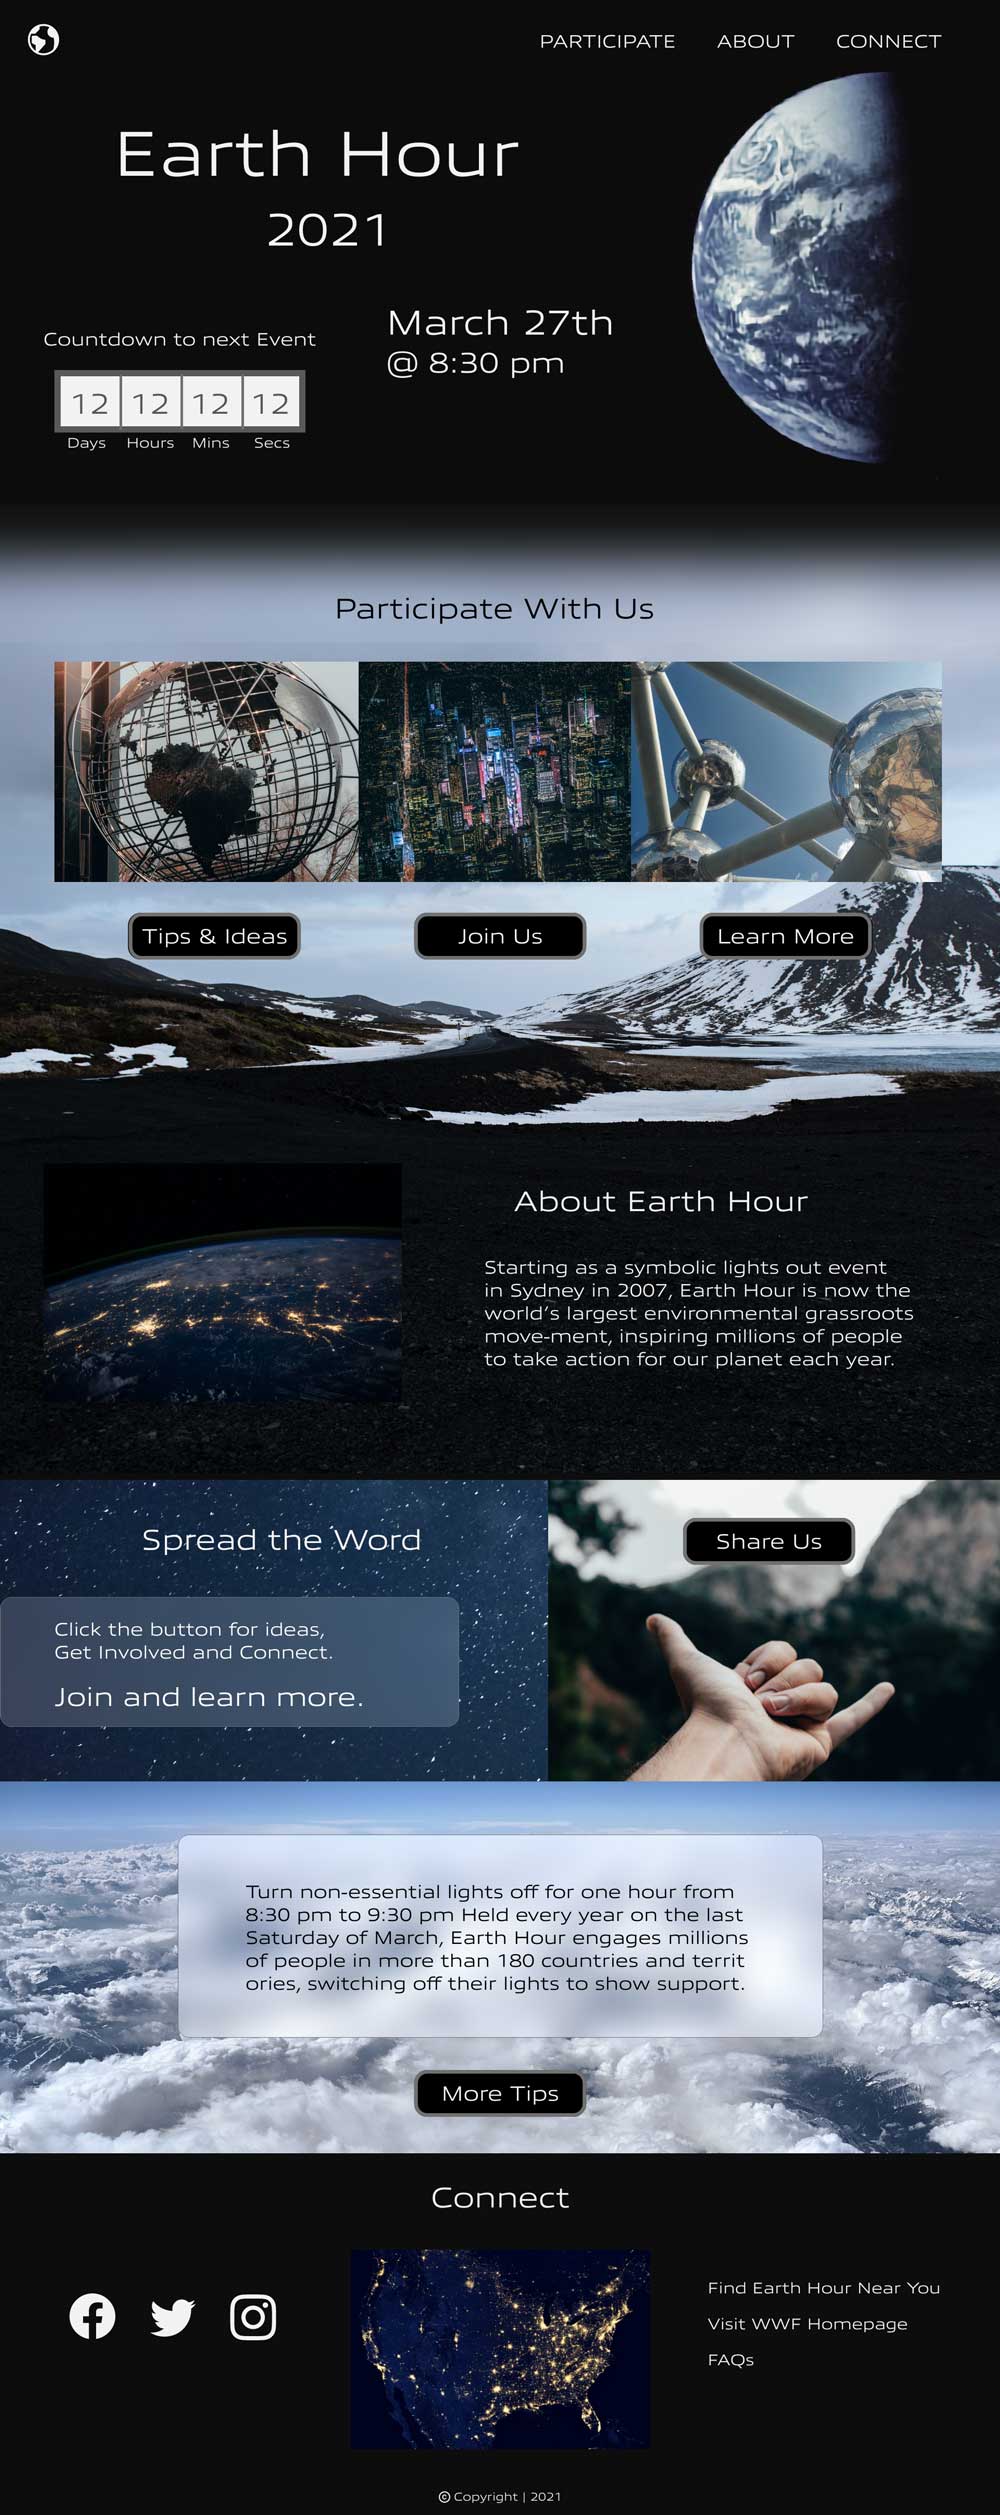 PARTICIPATE ABOUT CONNECT
Earth Hour
2021
March 27th
@ 8:30 pm
Countdown to next Event
12 12 12 12
Days Hours Mins Secs
Participate With Us
Tips & Ideas Join Us Learn More
About Earth Hour
Starting as a symbolic lights out event
in Sydney in 2007, Earth Hour is now the
world's largest environmental grassroots
move-ment, inspiring millions of people
to take action for our planet each year.
Spread the Word
Click the button for ideas,
Get Involved and Connect.
Join and learn more.
Share Us
Turn non-essential lights off for one hour from
8:30 pm to 9:30 pm Held every year on the last
Saturday of March, Earth Hour engages millions
of people in more than 180 countries and territ
ories, switching off their lights to show support.
More Tips
Connect
Find Earth Hour Near You
Visit WWF Homepage
FAQs
© Copyright | 2021